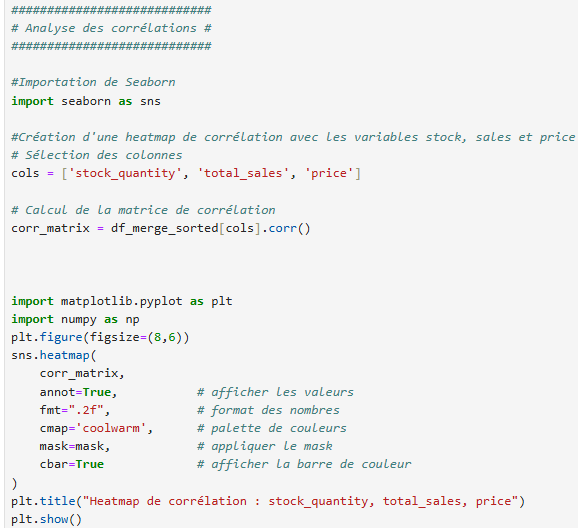 ############################
# Analyse des corrélations #
############################
#Importation de Seaborn
import seaborn as sns
#Création d'une heatmap de corrélation avec les variables stock, sales et price
# Sélection des colonnes
cols = ['stock_quantity', 'total_sales', 'price']
# Calcul de la matrice de corrélation
corr_matrix = df_merge_sorted[cols].corr()
import matplotlib.pyplot as plt
import numpy as np
plt.figure(figsize=(8,6))
sns.heatmap(
    corr_matrix,
    annot=True,           # afficher les valeurs
    fmt=".2f",            # format des nombres
    cmap='coolwarm',      # palette de couleurs
    mask=mask,            # appliquer le mask
    cbar=True             # afficher la barre de couleur
)
plt.title("Heatmap de corrélation : stock_quantity, total_sales, price")
plt.show()